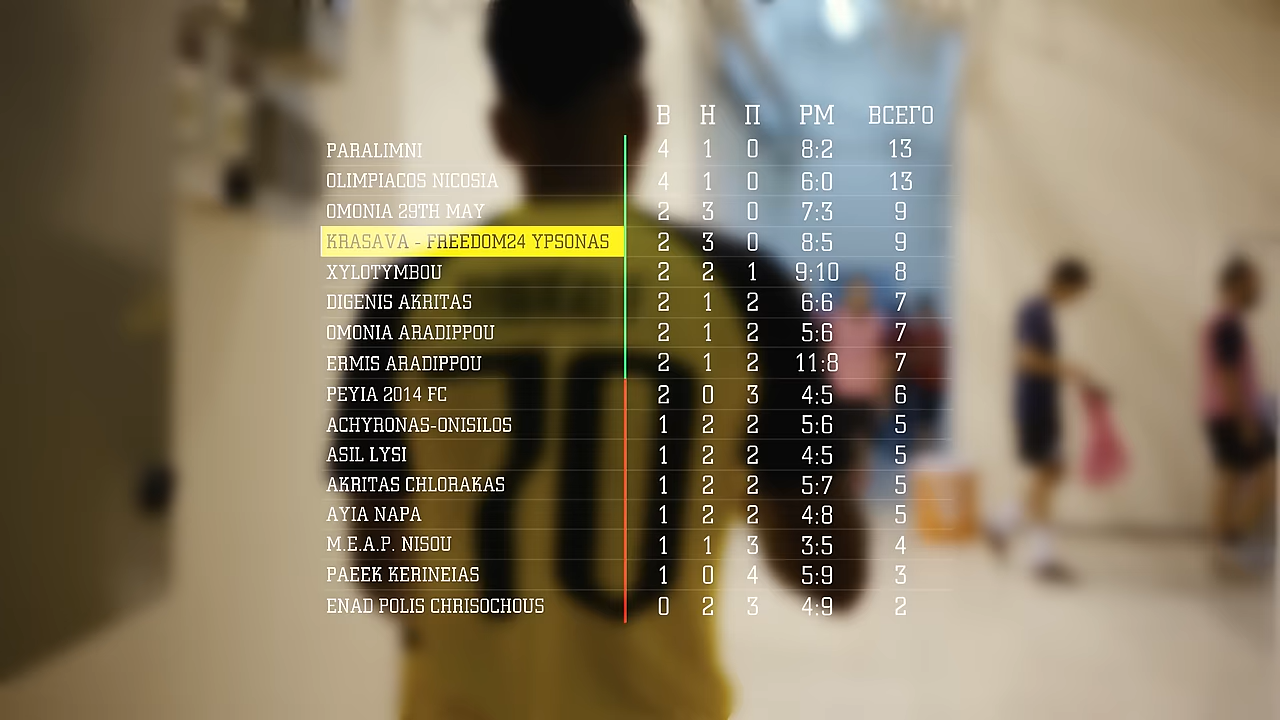 В Н П РМ ВСЕГО
PARALIMNI 4 1 0 8:2 13
OLIMPIACOS NICOSIA 4 1 0 6:0 13
OMONIA 29TH MAY 2 3 0 7:3 9
KRASAVA - FREEDOM24 YPSONAS 2 3 0 8:5 9
XYLOTYMBOU 2 2 1 9:10 8
DIGENIS AKRITAS 2 1 2 6:6 7
OMONIA ARADIPPOU 2 1 2 5:6 7
ERMIS ARADIPPOU 2 1 2 11:8 7
PEYIA 2014 FC 2 0 3 4:5 6
ACHYRONAS-ONISILOS 1 2 2 5:6 5
ASIL LYSI 1 2 2 4:5 5
AKRITAS CHLORAKAS 1 2 2 5:7 5
AYIA NAPA 1 2 2 4:8 5
M.E.A.P. NISOU 1 1 3 3:5 4
PAEEK KERINEIAS 1 0 4 5:9 3
ENAD POLIS CHRISOCHOUS 0 2 3 4:9 2
70